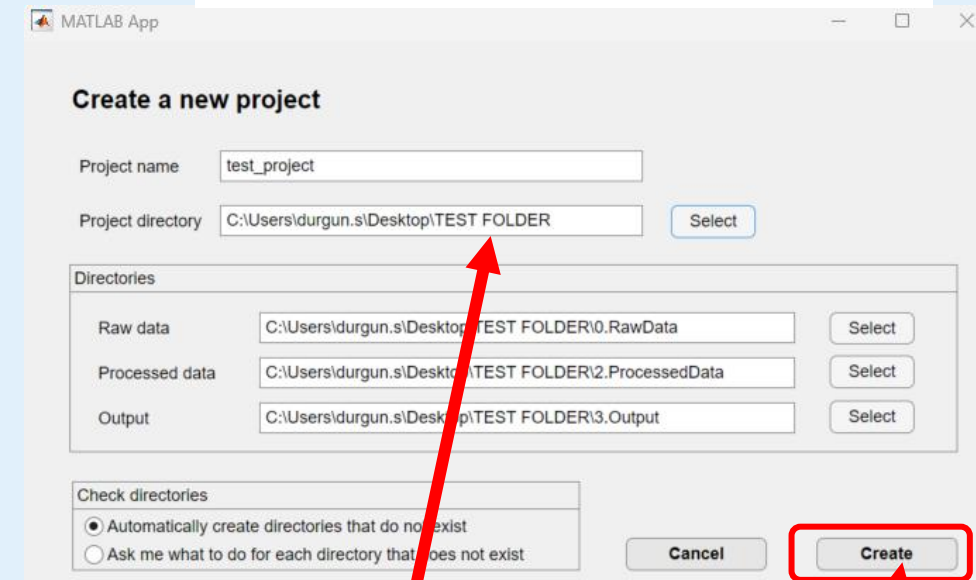 MATLAB App
Create a new project
Project name test_project
Project directory C:\Users\durgun.s\Desktop\TEST FOLDER Select
Directories
Raw data C:\Users\durgun.s\Desktop\TEST FOLDER\0.RawData Select
Processed data C:\Users\durgun.s\Desktop\TEST FOLDER\2.ProcessedData Select
Output C:\Users\durgun.s\Desktop\TEST FOLDER\3.Output Select
Check directories
Automatically create directories that do not exist
Ask me what to do for each directory that does not exist
Cancel Create